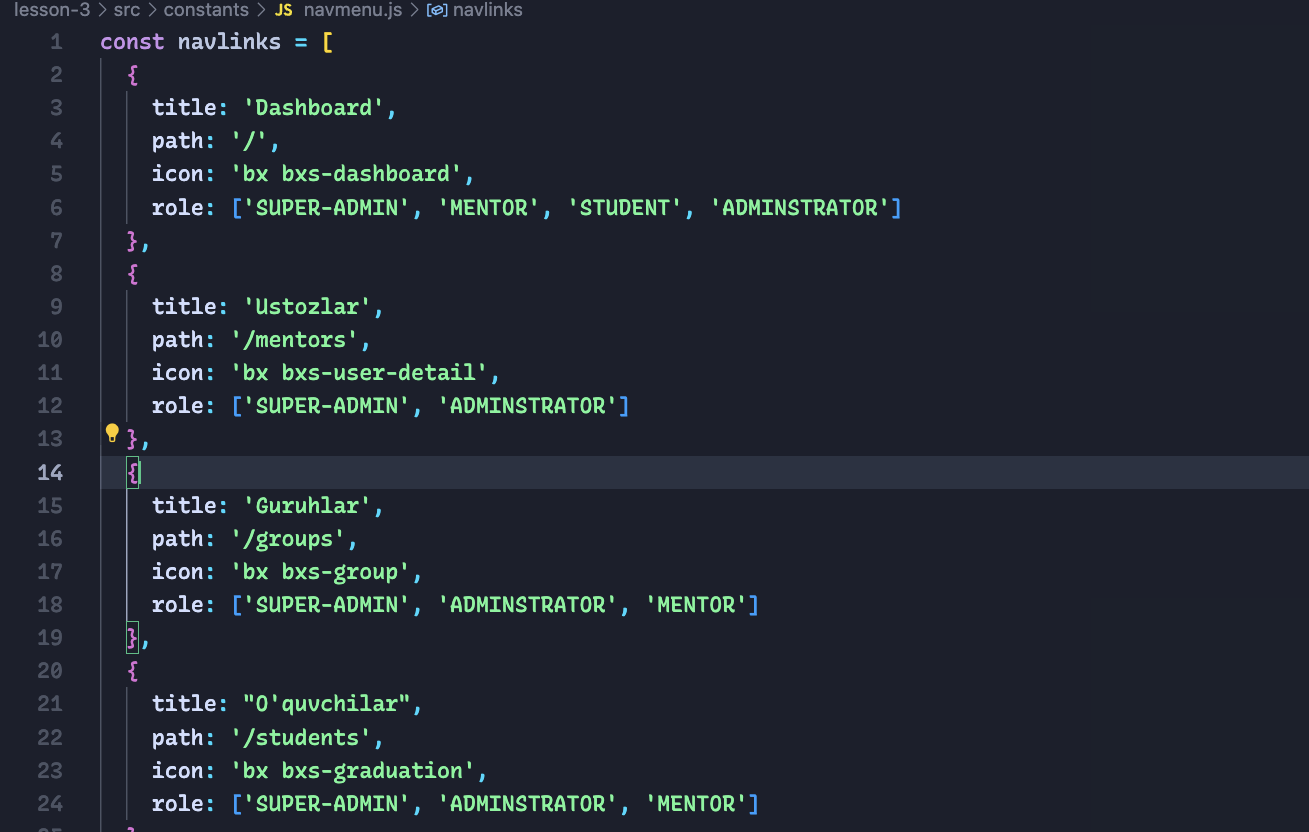 lesson-3 > src > constants > JS navmenu.js > navlinks
1 const navlinks = [
2 {
3 title: 'Dashboard',
4 path: '/',
5 icon: 'bx bxs-dashboard',
6 role: ['SUPER-ADMIN', 'MENTOR', 'STUDENT', 'ADMINSTRATOR']
7 },
8 {
9 title: 'Ustozlar',
10 path: '/mentors',
11 icon: 'bx bxs-user-detail',
12 role: ['SUPER-ADMIN', 'ADMINSTRATOR']
13 },
14 {
15 title: 'Guruhlar',
16 path: '/groups',
17 icon: 'bx bxs-group',
18 role: ['SUPER-ADMIN', 'ADMINSTRATOR', 'MENTOR']
19 },
20 {
21 title: "O'quvchilar",
22 path: '/students',
23 icon: 'bx bxs-graduation',
24 role: ['SUPER-ADMIN', 'ADMINSTRATOR', 'MENTOR']